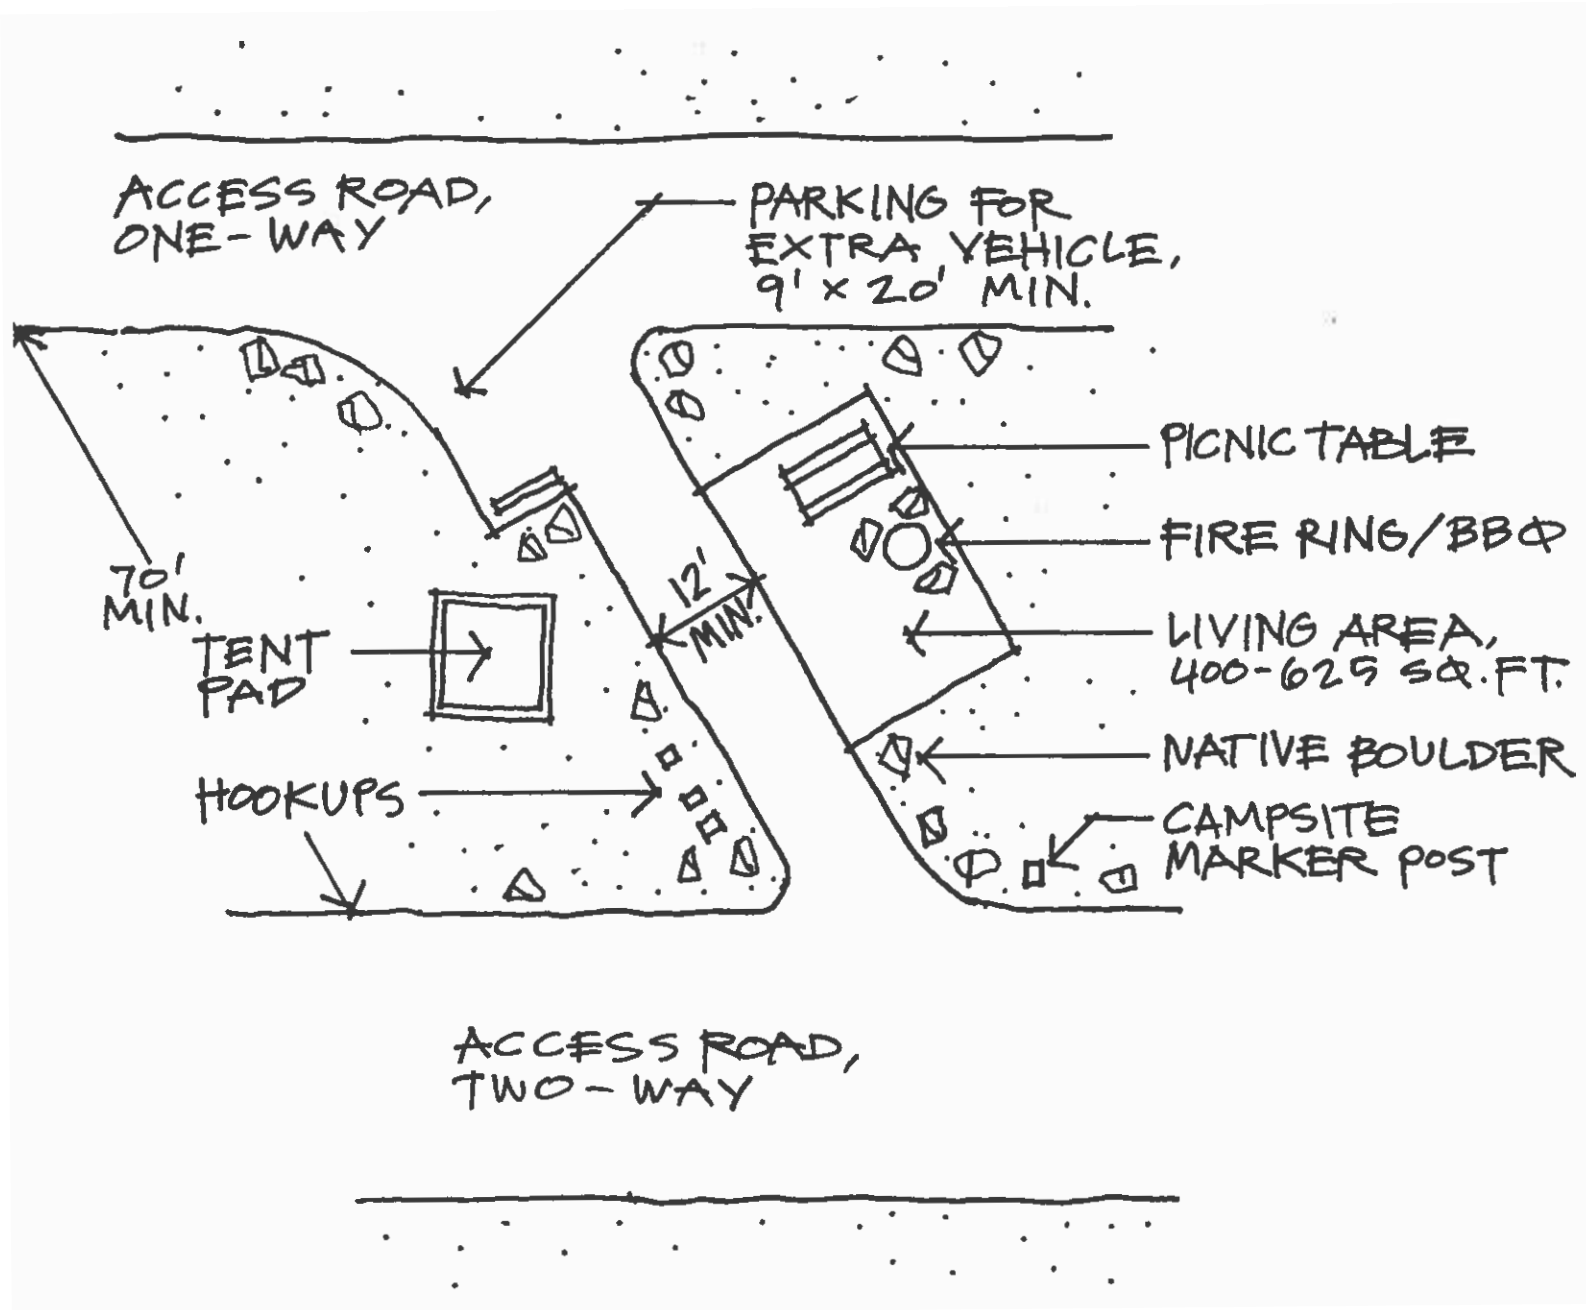 ACCESS ROAD,
ONE-WAY
PARKING FOR
EXTRA VEHICLE,
9' x 20' MIN.
PICNIC TABLE
FIRE RING/BBQ
70'
MIN.
12'
MIN.
TENT
PAD
LIVING AREA,
400-625 SQ.FT.
NATIVE BOULDER
HOOKUPS
CAMPSITE
MARKER POST
ACCESS ROAD,
TWO-WAY